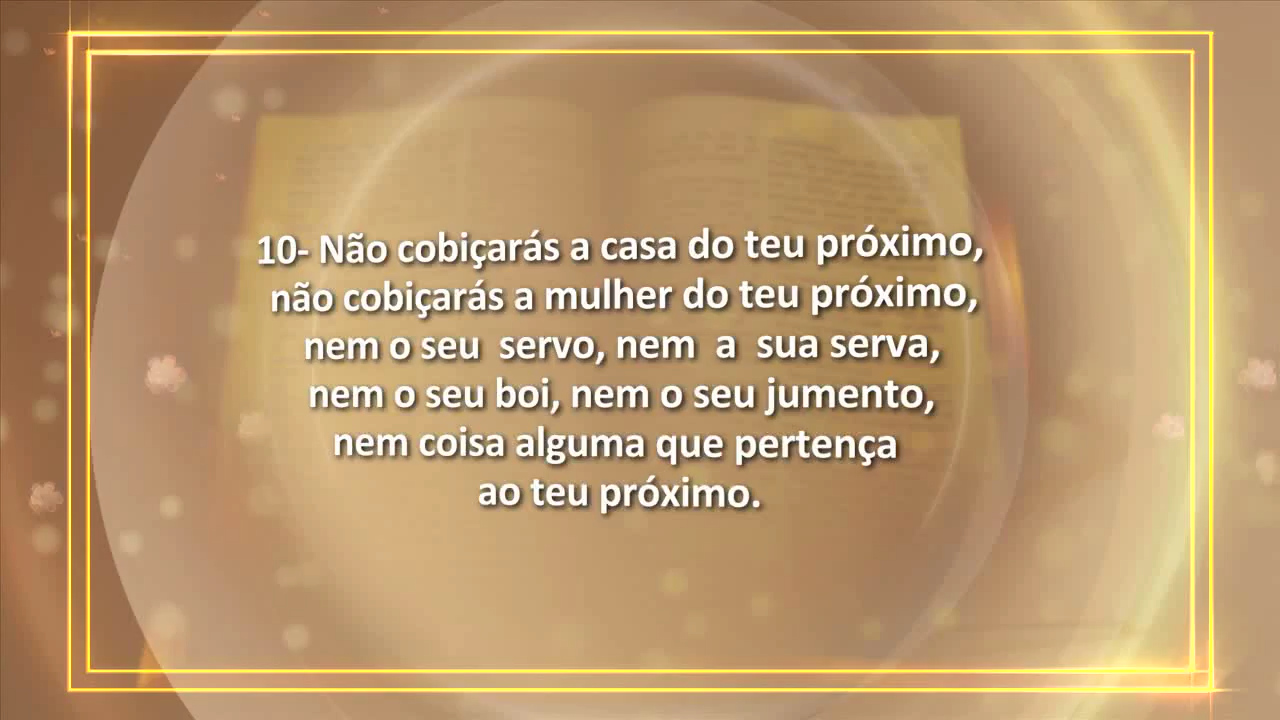 10- Não cobiçarás a casa do teu próximo,
não cobiçarás a mulher do teu próximo,
nem o seu servo, nem a sua serva,
nem o seu boi, nem o seu jumento,
nem coisa alguma que pertença
ao teu próximo.